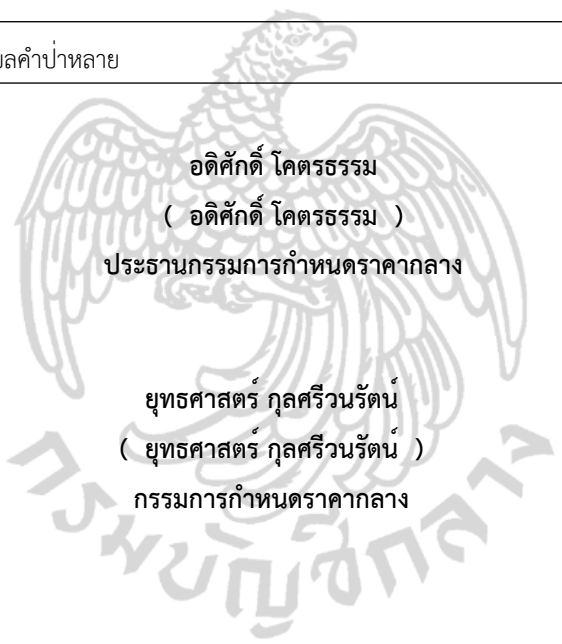 คำป่าหลาย
อดิศักดิ์ โคตรธรรม
( อดิศักดิ์ โคตรธรรม )
ประธานกรรมการกำหนดราคากลาง
ยุทธศาสตร์ กุลศรีวนรัตน์
( ยุทธศาสตร์ กุลศรีวนรัตน์ )
กรรมการกำหนดราคากลาง
กรมบัญชีกลาง